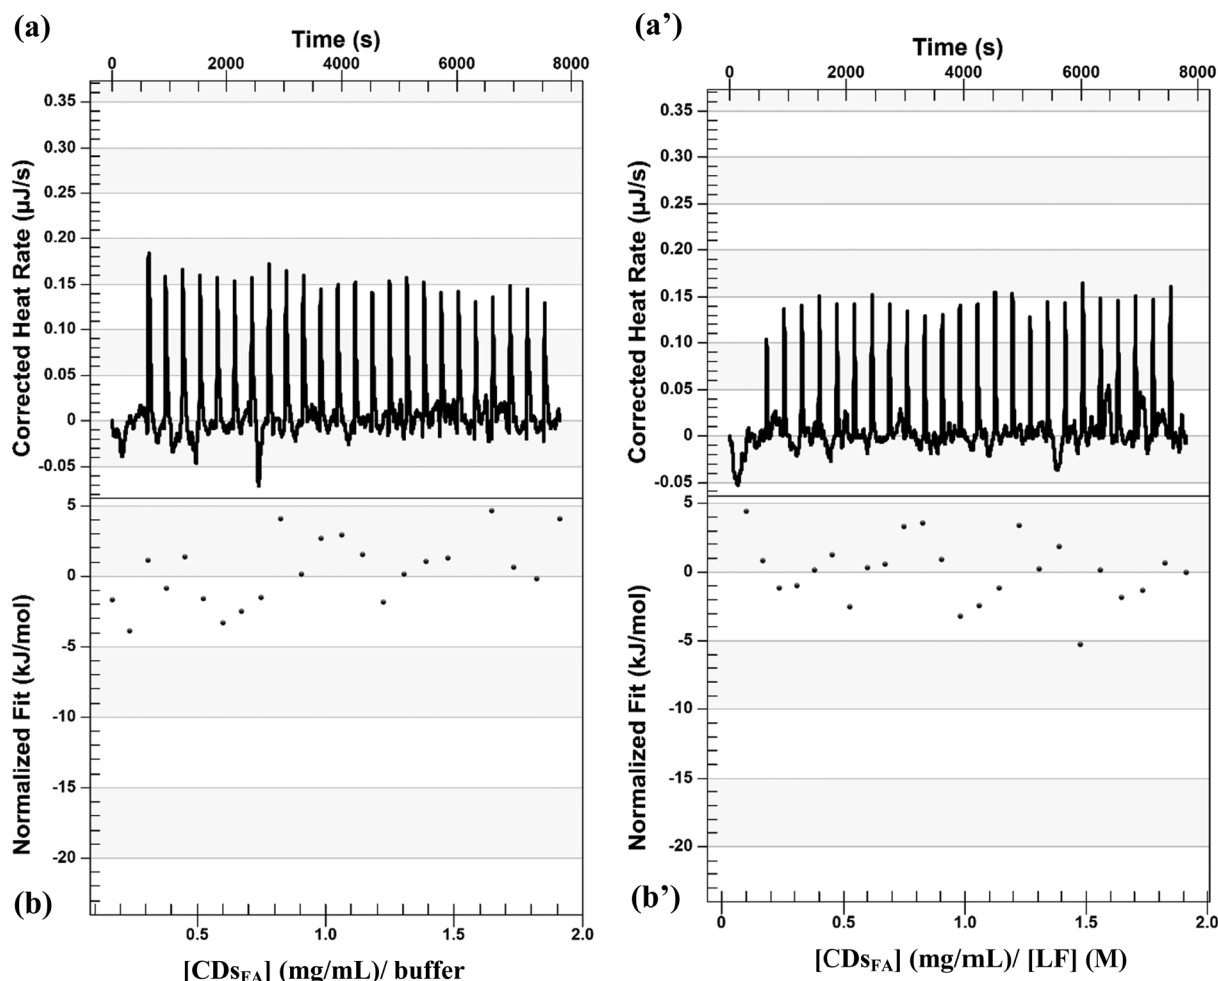 (a)
Time (s)
0 2000 4000 6000 8000
Corrected Heat Rate (µJ/s)
0.35
0.30
0.25
0.20
0.15
0.10
0.05
0
-0.05
Normalized Fit (kJ/mol)
5
0
-5
-10
-15
-20
(b)
0.5 1.0 1.5 2.0
[CDsFA] (mg/mL)/ buffer
(a’)
Time (s)
0 2000 4000 6000 8000
Corrected Heat Rate (µJ/s)
0.35
0.30
0.25
0.20
0.15
0.10
0.05
0
-0.05
Normalized Fit (kJ/mol)
5
0
-5
-10
-15
-20
(b’)
0 0.5 1.0 1.5 2.0
[CDsFA] (mg/mL)/ [LF] (M)